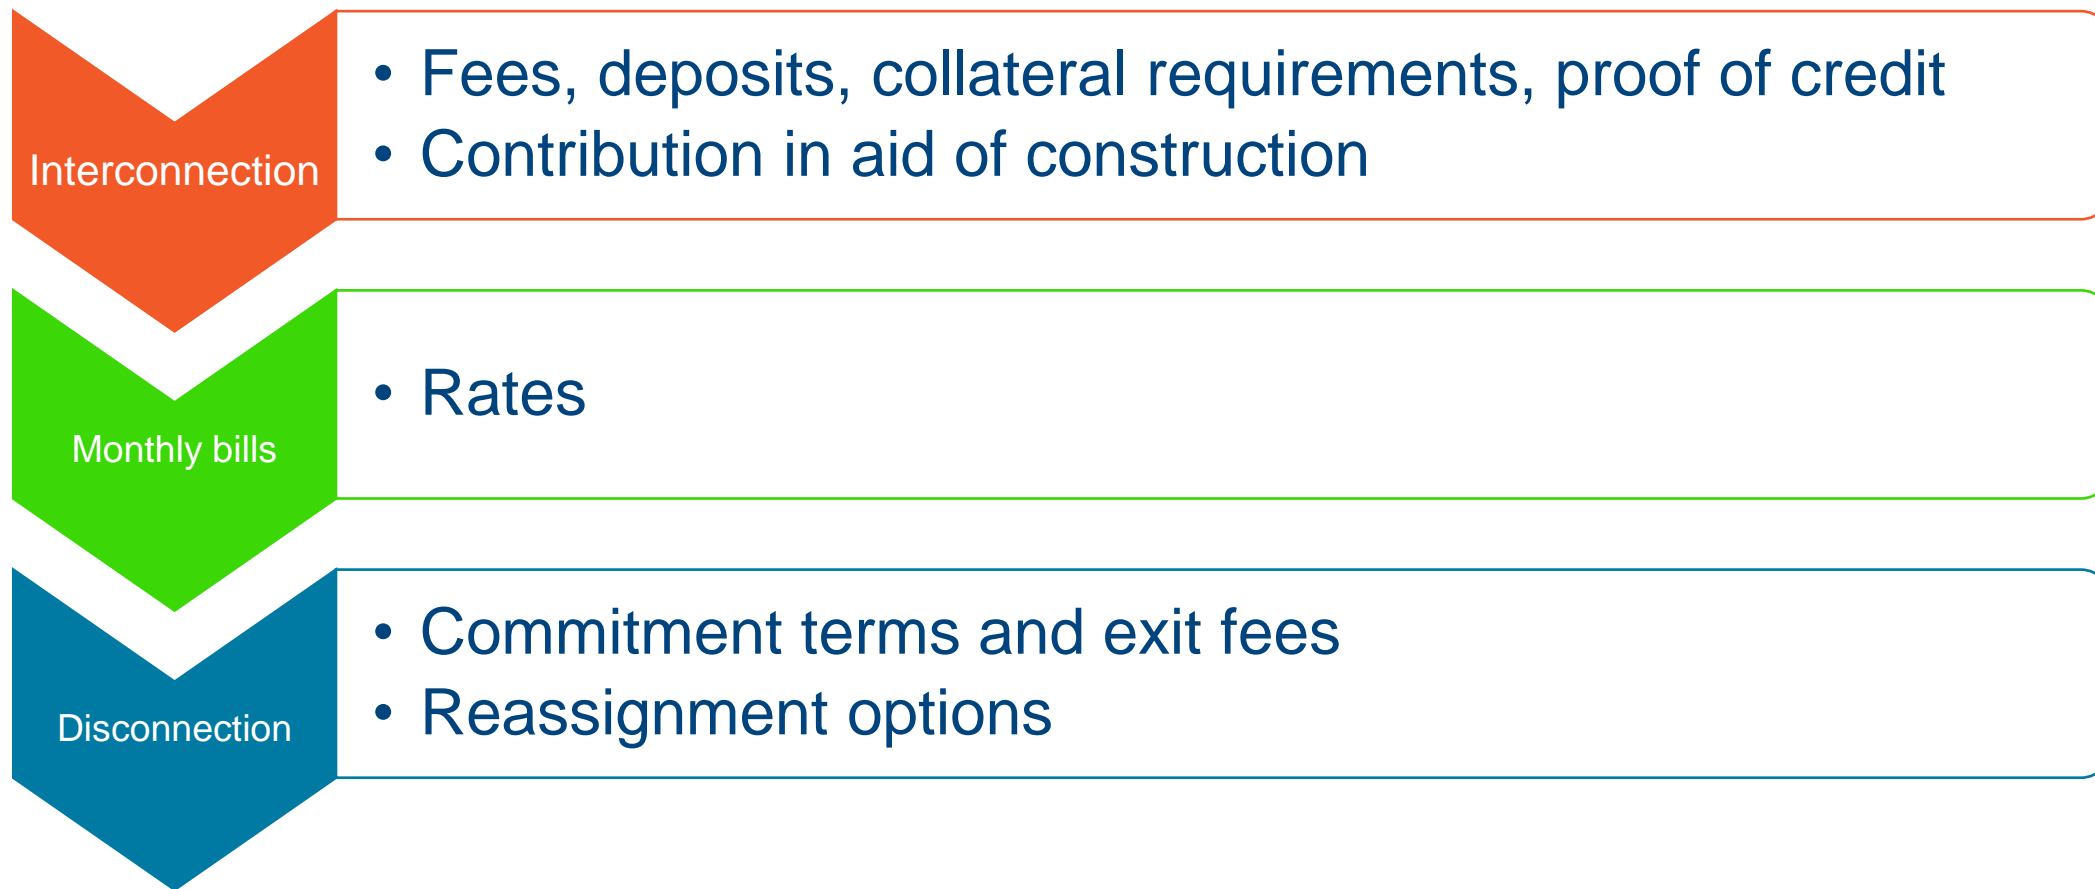 Interconnection
• Fees, deposits, collateral requirements, proof of credit
• Contribution in aid of construction
Monthly bills
• Rates
Disconnection
• Commitment terms and exit fees
• Reassignment options